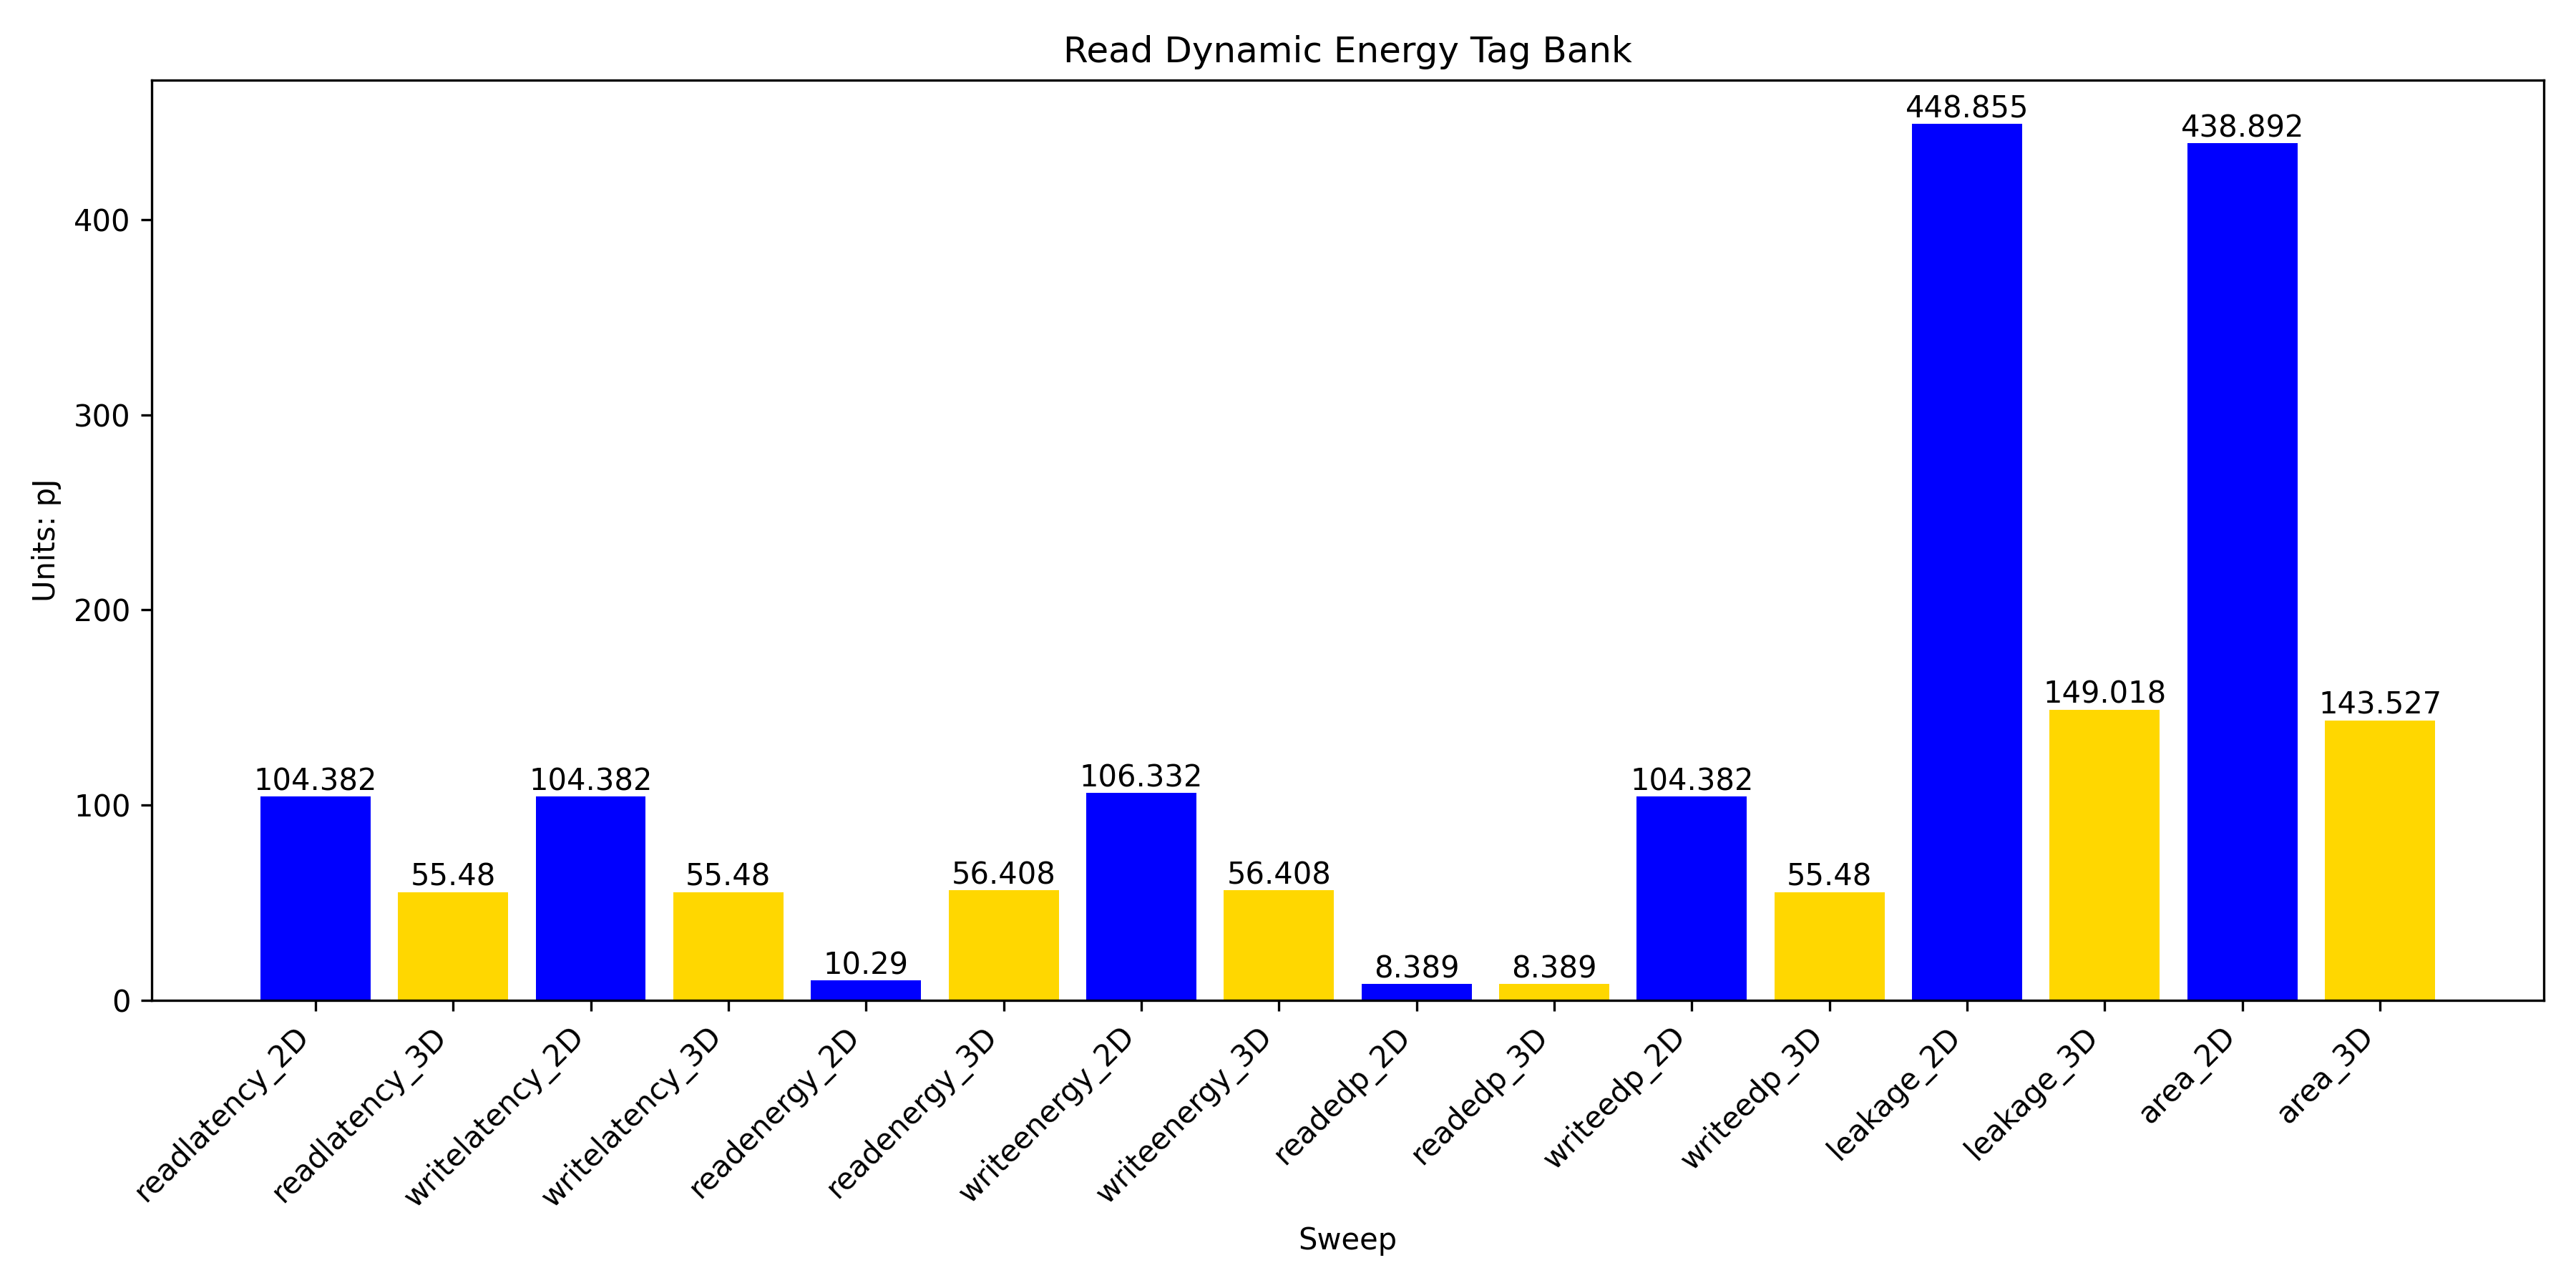 Read Dynamic Energy Tag Bank
Units: pJ
400
300
200
100
0
104.382
55.48
104.382
55.48
10.29
56.408
106.332
56.408
8.389
8.389
104.382
55.48
448.855
149.018
438.892
143.527
readlatency_2D
readlatency_3D
writelatency_2D
writelatency_3D
readenergy_2D
readenergy_3D
writeenergy_2D
writeenergy_3D
readedp_2D
readedp_3D
writeedp_2D
writeedp_3D
leakage_2D
leakage_3D
area_2D
area_3D
Sweep